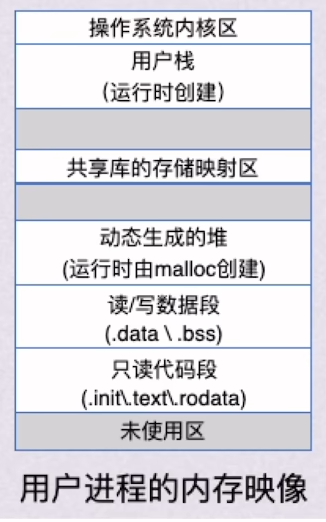 操作系统内核区
用户栈
（运行时创建）
共享库的存储映射区
动态生成的堆
(运行时由malloc创建)
读/写数据段
(.data \ .bss)
只读代码段
(.init\.text\.rodata)
未使用区
用户进程的内存映像